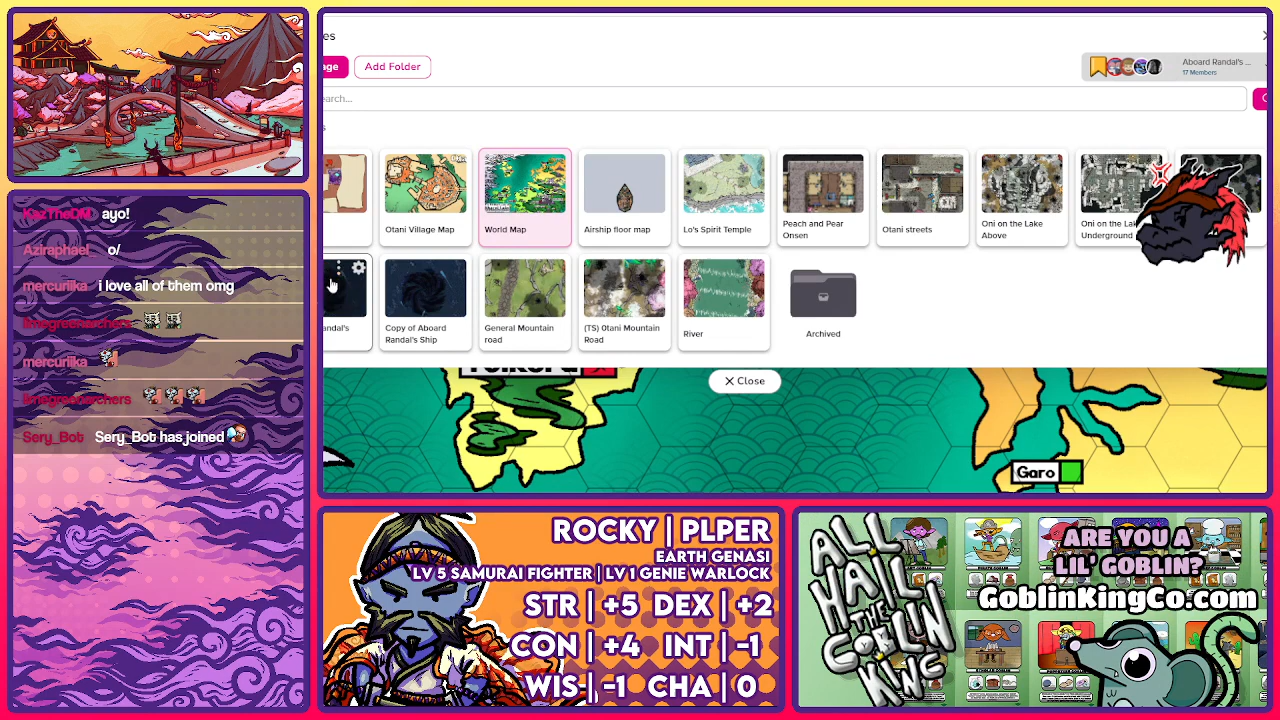 KazTheDM ayo!
Aziraphael_ o/
mercuriika i love all of them omg
limegreenarchers
mercuriika
limegreenarchers
Sery_Bot Sery_Bot has joined
es
age
Add Folder
Aboard Randal's ...
17 Members
earch...
s
Otani Village Map
World Map
Airship floor map
Lo's Spirit Temple
Peach and Pear
Onsen
Otani streets
Oni on the Lake
Above
Oni on the Lake
Underground
andal's
Copy of Aboard
Randal's Ship
General Mountain
road
(TS) Otani Mountain
Road
River
Archived
Close
Garo
ROCKY | PLPER
EARTH GENASI
LV 5 SAMURAI FIGHTER | LV 1 GENIE WARLOCK
STR | +5 DEX | +2
CON | +4 INT | -1
WIS | -1 CHA | 0
ALL
HAIL
THE
GOBLIN
KING
ARE YOU A
LIL' GOBLIN?
GoblinKingCo.com